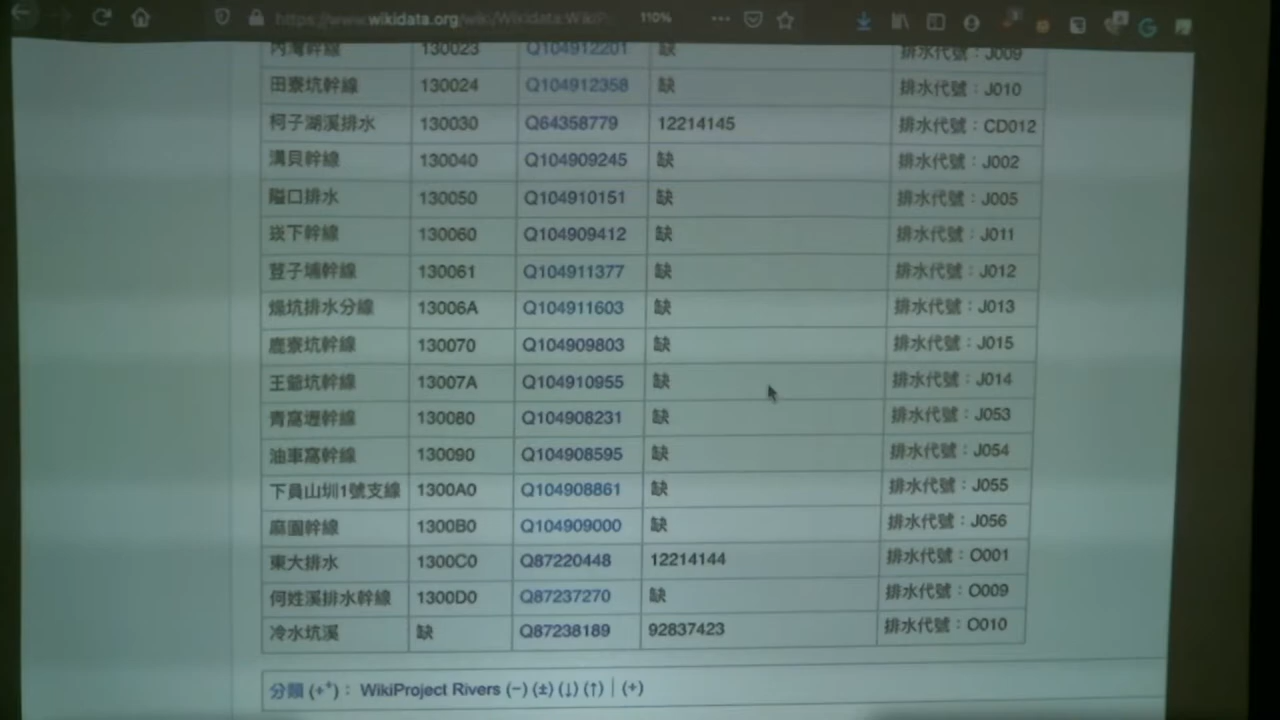 https://www.wikidata.org/wiki/Wikidata:WikiP 110%
內灣幹線 130023 Q104912201 缺 排水代號：J009
田寮坑幹線 130024 Q104912358 缺 排水代號：J010
柯子湖溪排水 130030 Q64358779 12214145 排水代號：CD012
溝貝幹線 130040 Q104909245 缺 排水代號：J002
隘口排水 130050 Q104910151 缺 排水代號：J005
崁下幹線 130060 Q104909412 缺 排水代號：J011
荳子埔幹線 130061 Q104911377 缺 排水代號：J012
燥坑排水分線 13006A Q104911603 缺 排水代號：J013
鹿寮坑幹線 130070 Q104909803 缺 排水代號：J015
王爺坑幹線 13007A Q104910955 缺 排水代號：J014
青窩壢幹線 130080 Q104908231 缺 排水代號：J053
油車窩幹線 130090 Q104908595 缺 排水代號：J054
下員山圳1號支線 1300A0 Q104908861 缺 排水代號：J055
麻園幹線 1300B0 Q104909000 缺 排水代號：J056
東大排水 1300C0 Q87220448 12214144 排水代號：O001
何姓溪排水幹線 1300D0 Q87237270 缺 排水代號：O009
冷水坑溪 缺 Q87238189 92837423 排水代號：O010
分類 (++)： WikiProject Rivers (−) (±) (↓) (↑) | (+)